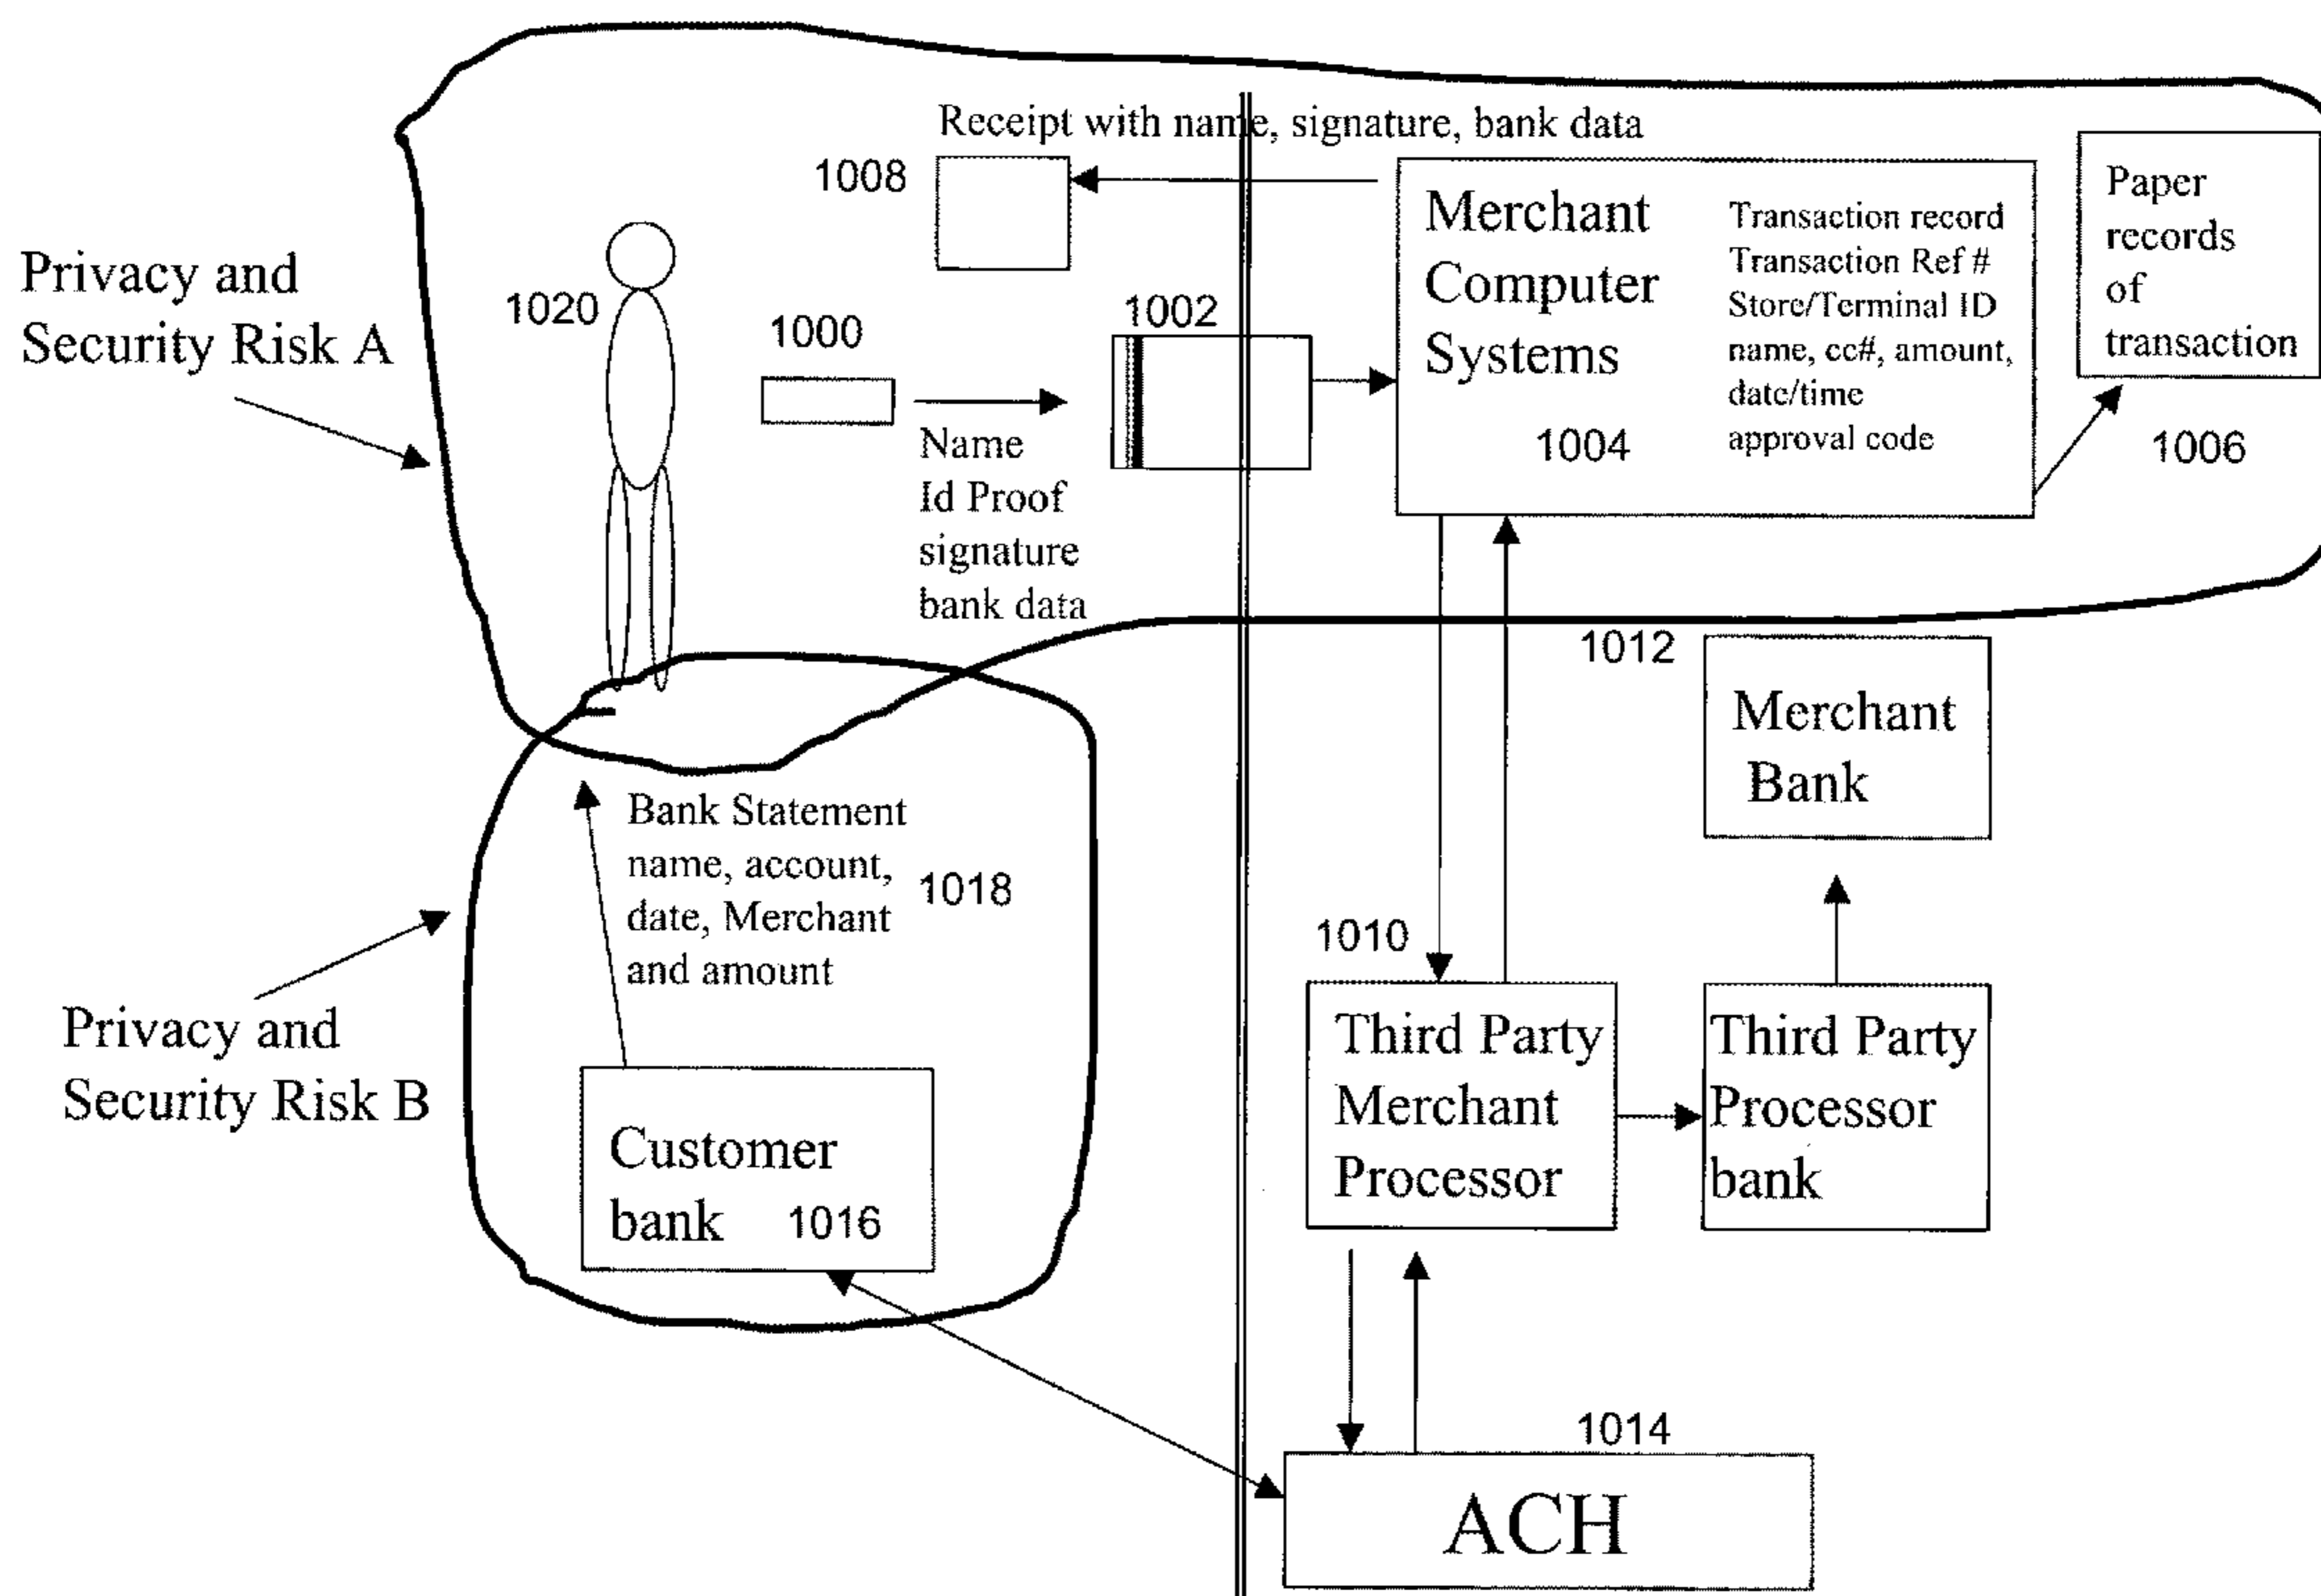 Receipt with name, signature, bank data
1008
Merchant
Computer
Systems
1004
Transaction record
Transaction Ref #
Store/Terminal ID
name, cc#, amount,
date/time
approval code
Paper
records
of
transaction
1006
Privacy and
Security Risk A
1020
1000
1002
Name
Id Proof
signature
bank data
1012
Merchant
Bank
Bank Statement
name, account,
date, Merchant
and amount
1018
1010
Third Party
Merchant
Processor
Third Party
Processor
bank
Privacy and
Security Risk B
Customer
bank 1016
1014
ACH